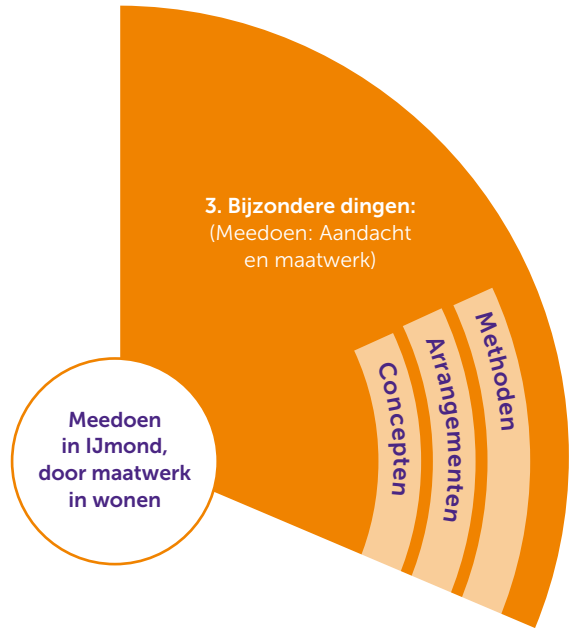 3. Bijzondere dingen:
(Meedoen: Aandacht
en maatwerk)
Methoden
Arrangementen
Concepten
Meedoen
in IJmond,
door maatwerk
in wonen